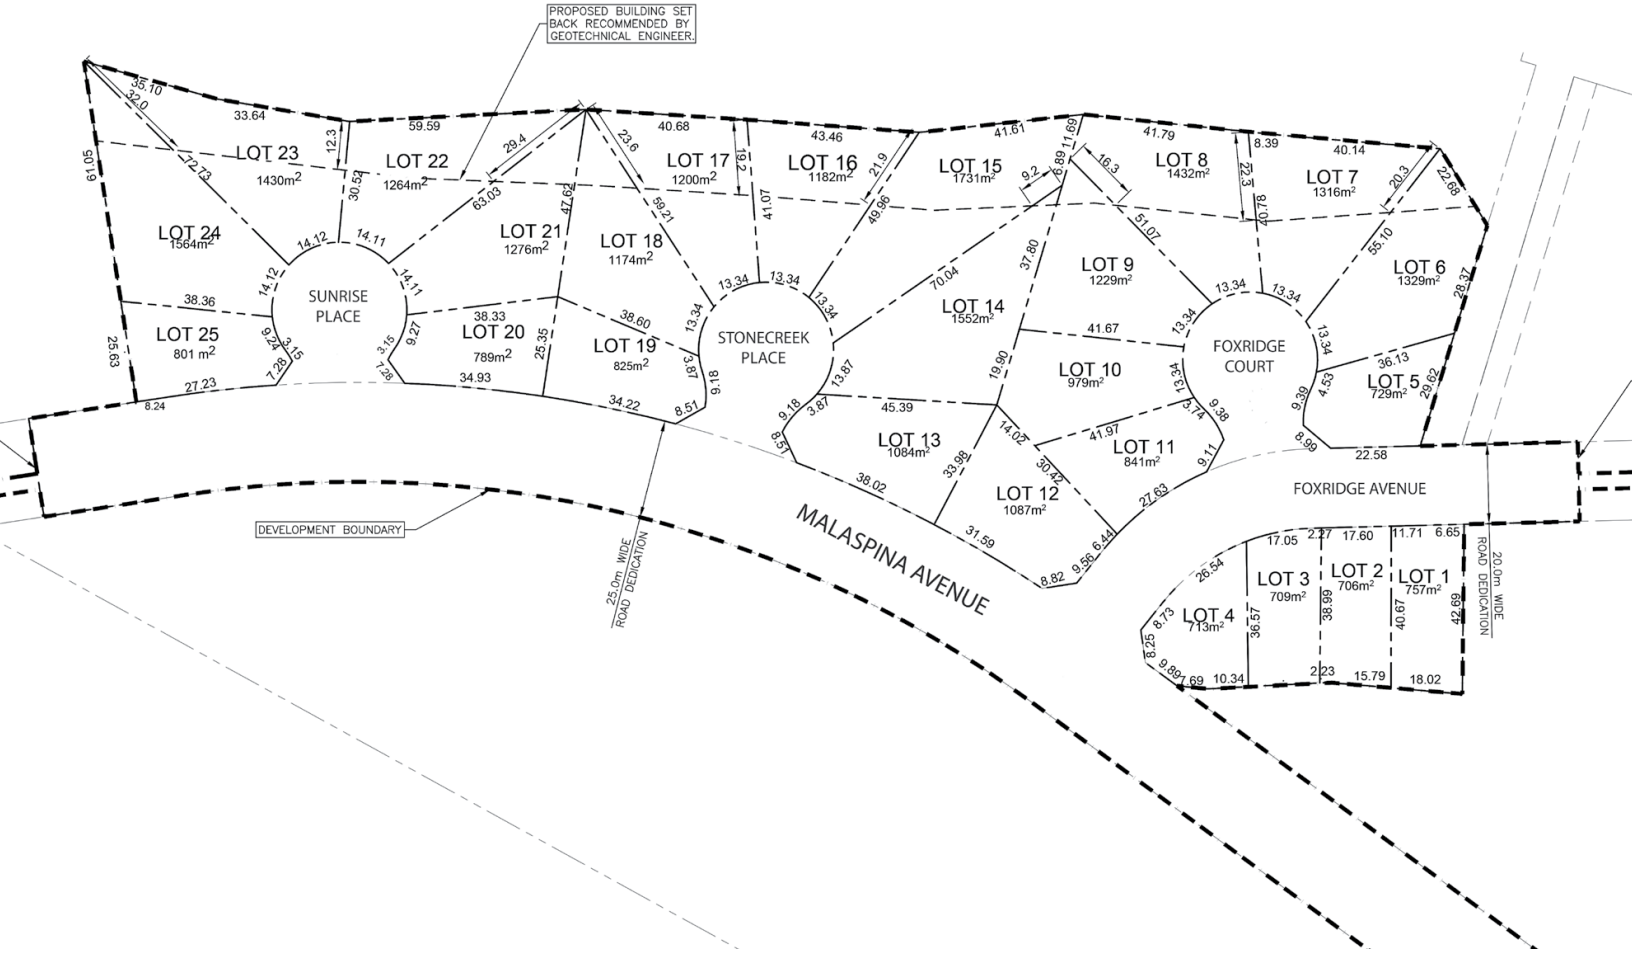 PROPOSED BUILDING SET
BACK RECOMMENDED BY
GEOTECHNICAL ENGINEER.
35.10
32.0
33.64
12.3
59.59
29.4
23.6
40.68
19.2
43.46
21.9
41.61
11.69
6.89
9.2
16.3
41.79
22.3
8.39
40.14
20.3
22.68
61.05
72.73
LOT 23
1430m²
30.52
LOT 22
1264m²
63.03
47.62
59.21
LOT 17
1200m²
41.07
LOT 16
1182m²
49.96
LOT 15
1731m²
LOT 8
1432m²
40.78
LOT 7
1316m²
55.10
LOT 24
1564m²
14.12
14.11
14.12
14.11
LOT 21
1276m²
LOT 18
1174m²
13.34
13.34
13.34
13.34
70.04
37.80
51.07
LOT 9
1229m²
13.34
13.34
13.34
13.34
LOT 6
1329m²
28.37
SUNRISE
PLACE
38.36
LOT 25
801 m²
25.63
9.24
3.15
7.28
27.23
8.24
38.33
LOT 20
789m²
9.27
3.15
7.28
34.93
25.35
38.60
LOT 19
825m²
3.87
9.18
8.51
34.22
STONECREEK
PLACE
13.87
3.87
9.18
8.51
LOT 14
1552m²
19.90
41.67
LOT 10
979m²
13.34
FOXRIDGE
COURT
36.13
LOT 5
729m²
29.62
4.53
9.39
8.99
22.58
45.39
LOT 13
1084m²
38.02
33.98
14.02
41.97
3.74
9.38
9.11
LOT 11
841m²
30.42
LOT 12
1087m²
27.63
31.59
6.44
9.56
8.82
FOXRIDGE AVENUE
MALASPINA AVENUE
DEVELOPMENT BOUNDARY
25.0m WIDE
ROAD DEDICATION
20.0m WIDE
ROAD DEDICATION
17.05
2.27
17.60
11.71
6.65
26.54
LOT 3
709m²
LOT 2
706m²
LOT 1
757m²
LOT 4
713m²
8.73
8.25
9.89
7.69
10.34
36.57
38.99
40.67
42.69
2.23
15.79
18.02